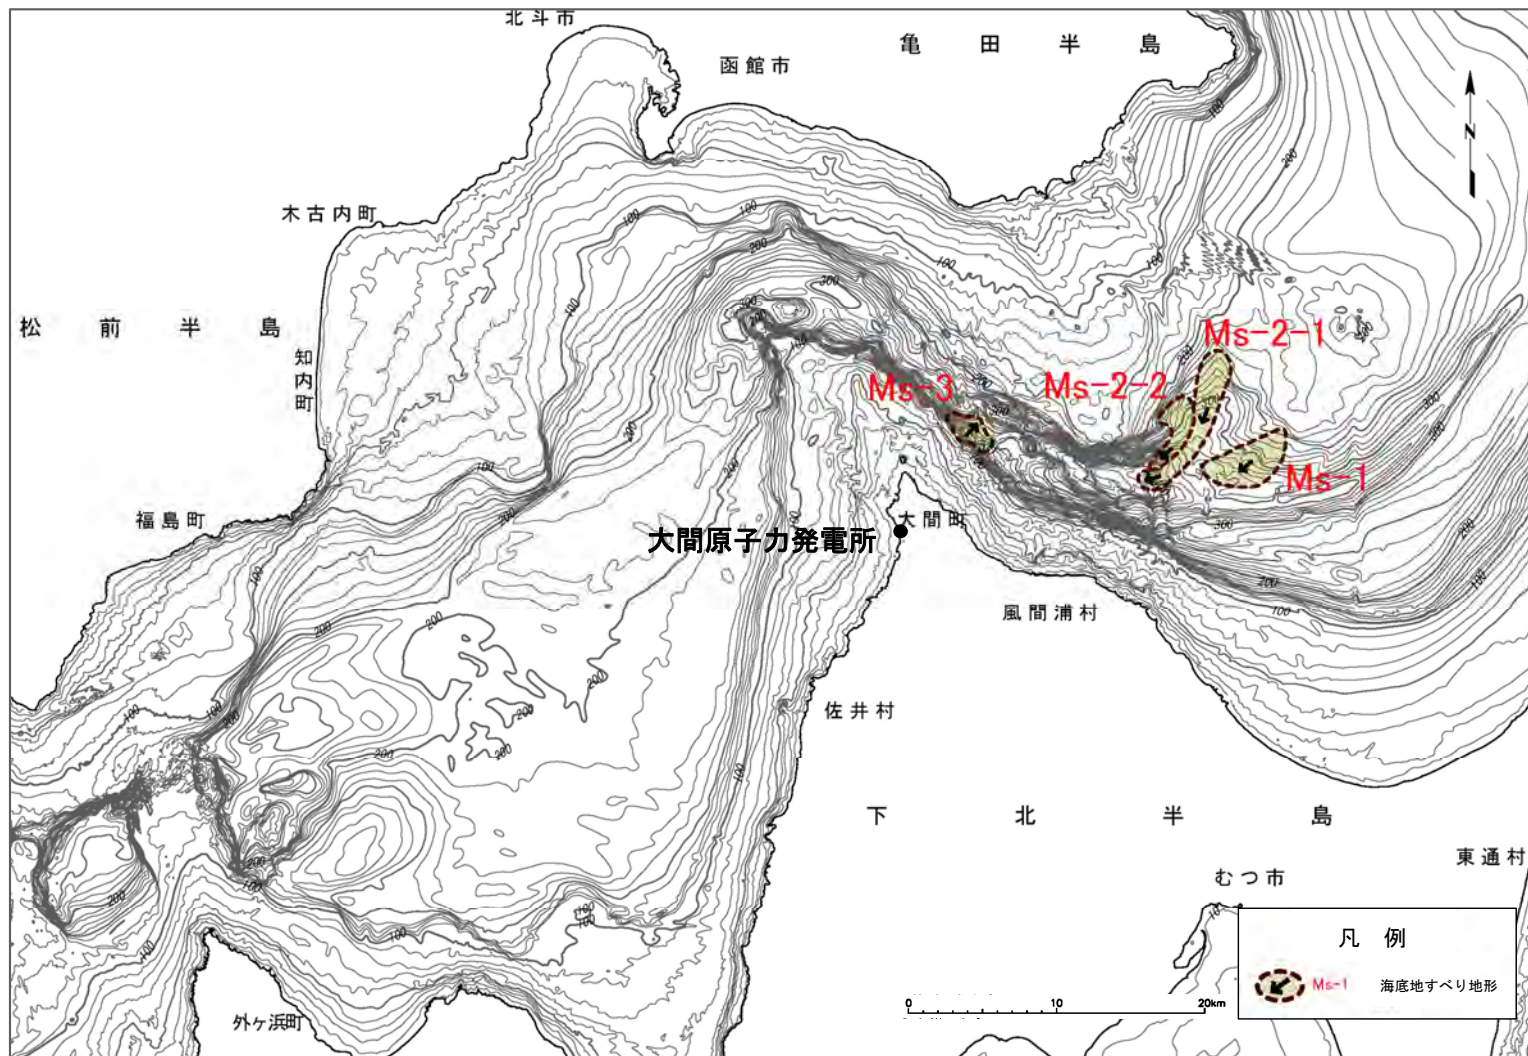 北斗市
亀田半島
函館市
N
木古内町
松前半島
知内町
Ms-2-1
Ms-2-2
Ms-3
Ms-1
福島町
大間町
大間原子力発電所
風間浦村
佐井村
下北半島
東通村
むつ市
外ヶ浜町
凡例
Ms-1 海底地すべり地形
0 10 20km
100
200
300